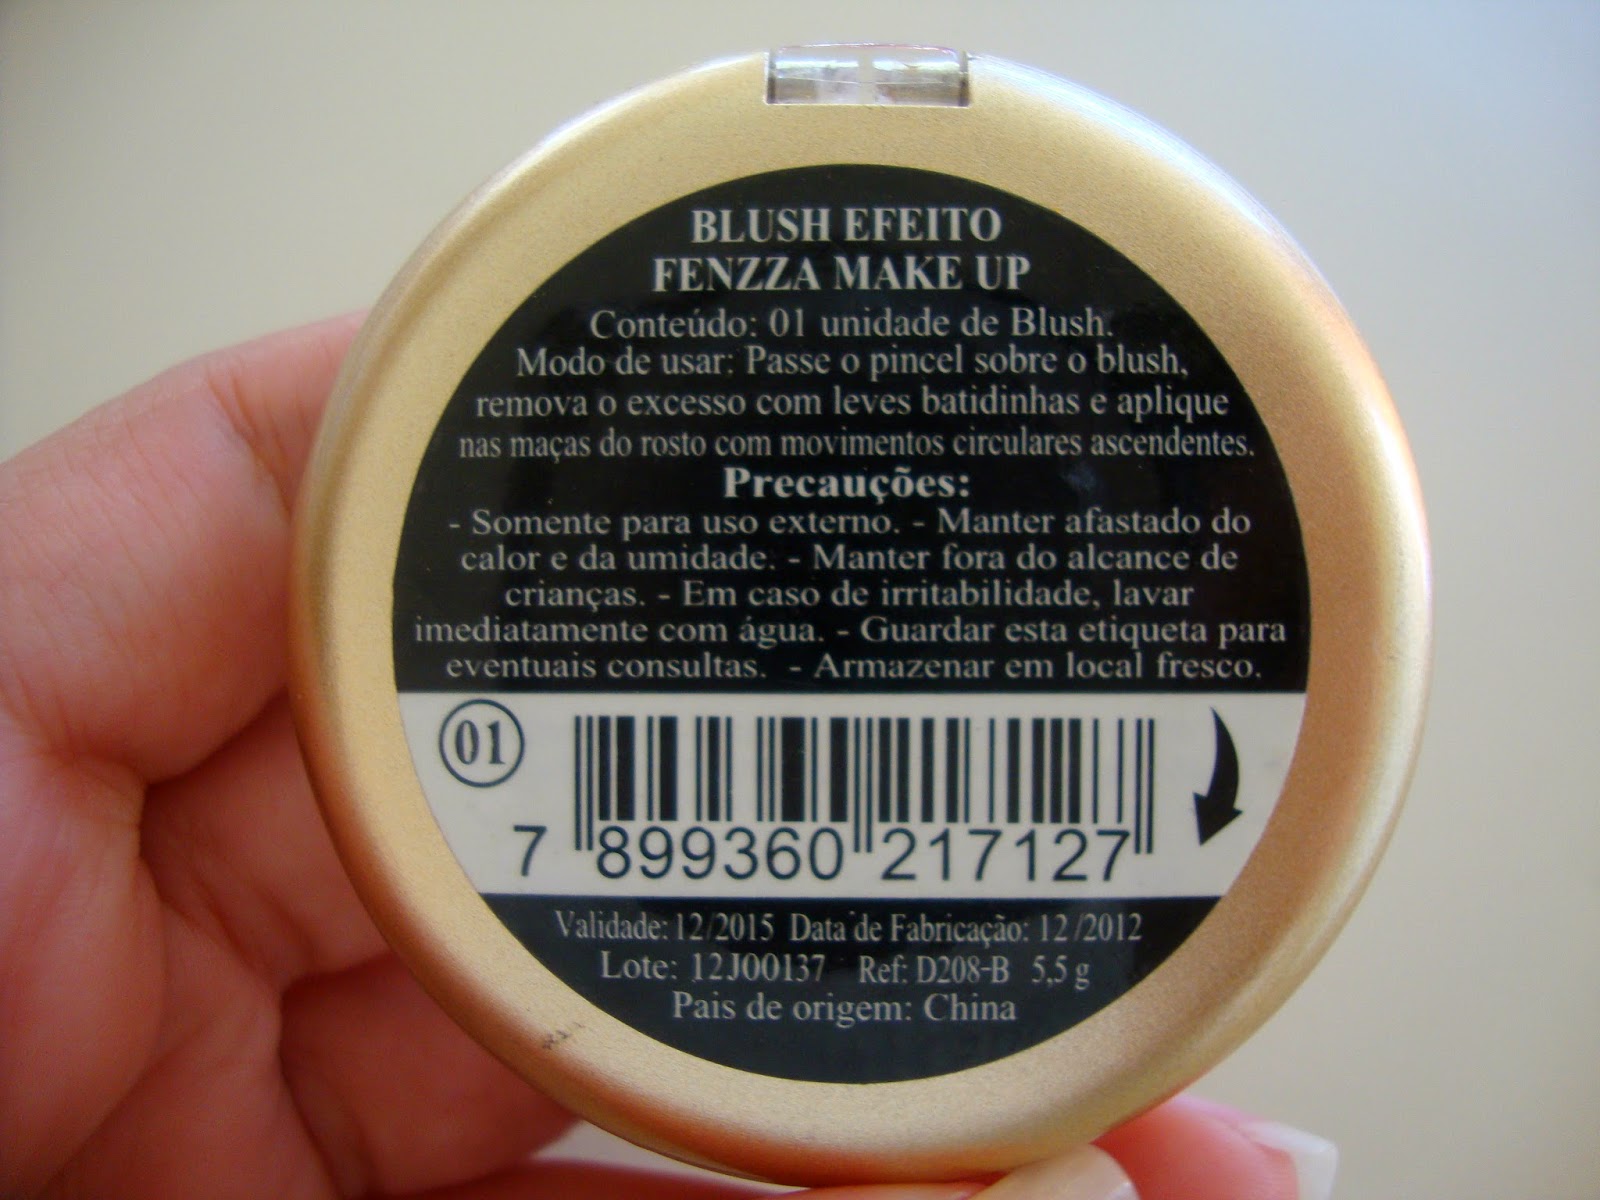 BLUSH EFEITO
FENZZA MAKE UP
Conteúdo: 01 unidade de Blush.
Modo de usar: Passe o pincel sobre o blush,
remova o excesso com leves batidinhas e aplique
nas maças do rosto com movimentos circulares ascendentes.
Precauções:
- Somente para uso externo. - Manter afastado do
calor e da umidade. - Manter fora do alcance de
crianças. - Em caso de irritabilidade, lavar
imediatamente com água. - Guardar esta etiqueta para
eventuais consultas. - Armazenar em local fresco.
01
7 899360 217127
Validade: 12/2015 Data de Fabricação: 12/2012
Lote: 12J00137 Ref: D208-B 5,5 g
Pais de origem: China